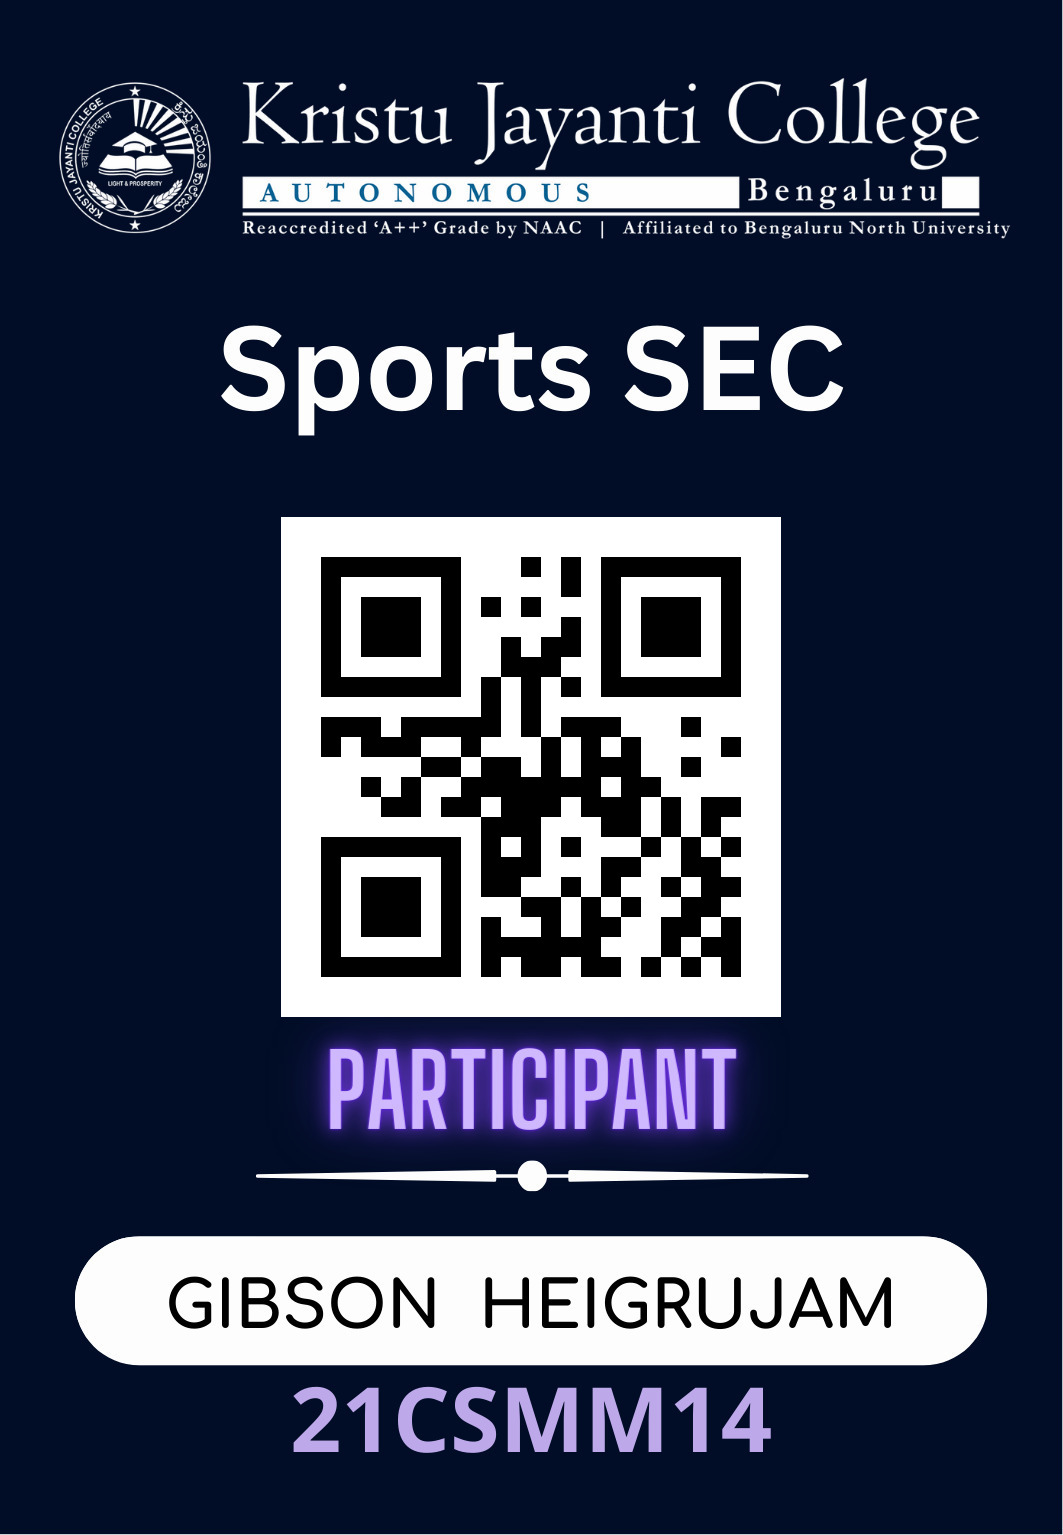 KRISTU JAYANTI COLLEGE
ಕ್ರಿಸ್ತು ಜಯಂತಿ ಕಾಲೇಜು
LIGHT & PROSPERITY
Kristu Jayanti College
AUTONOMOUS Bengaluru
Reaccredited ‘A++’ Grade by NAAC | Affiliated to Bengaluru North University
Sports SEC
PARTICIPANT
GIBSON HEIGRUJAM
21CSMM14